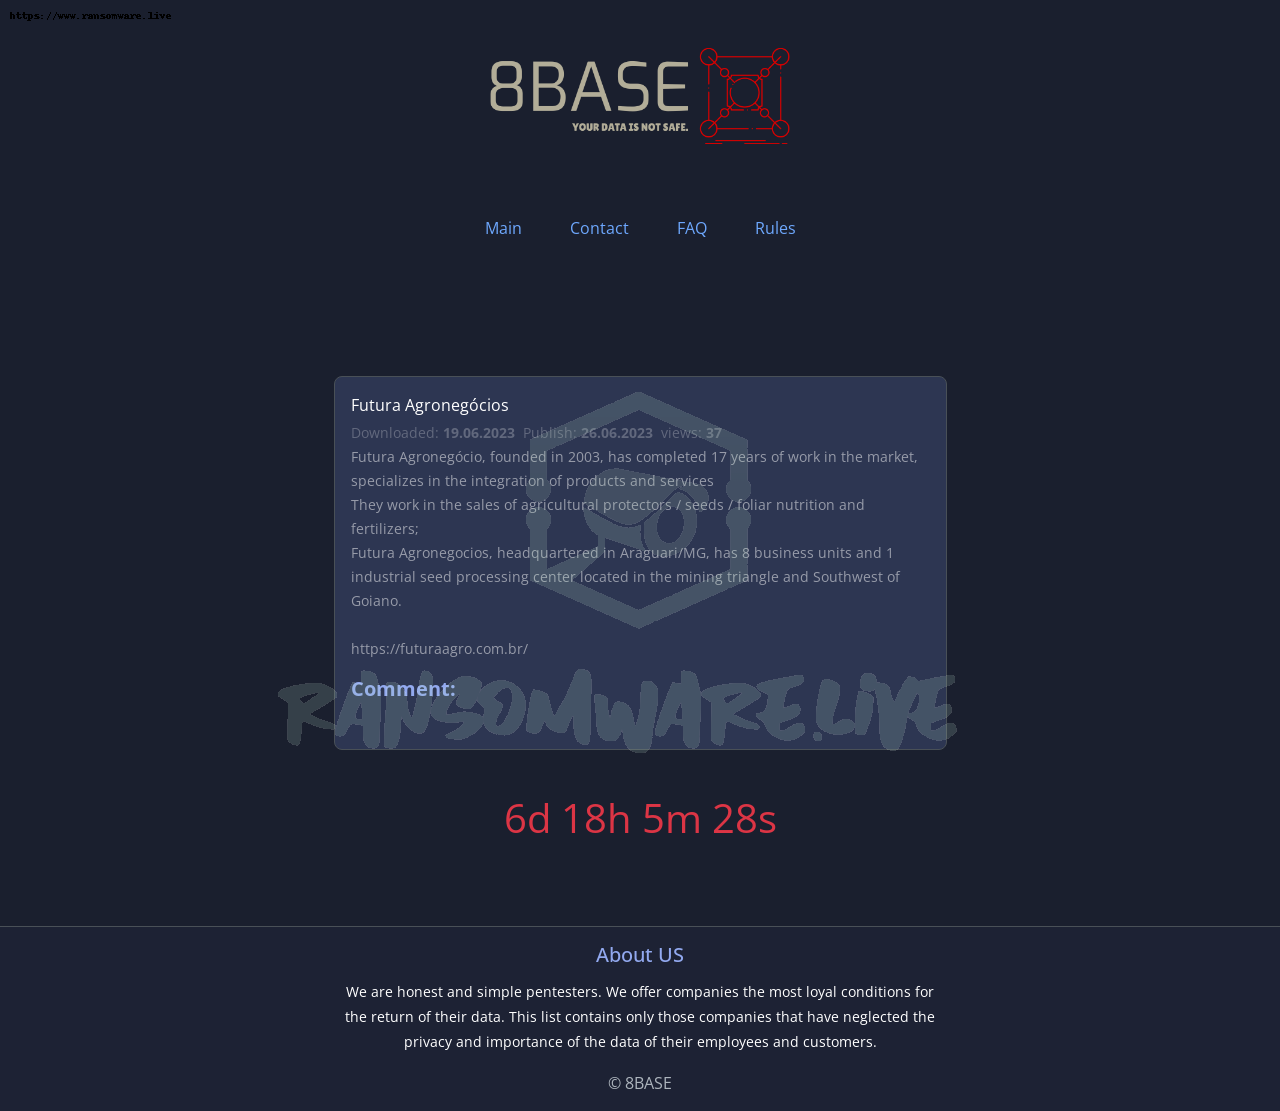 https://www.ransomware.live
8BASE
YOUR DATA IS NOT SAFE.
Main Contact FAQ Rules
Futura Agronegócios
Downloaded: 19.06.2023 Publish: 26.06.2023 views: 37
Futura Agronegócio, founded in 2003, has completed 17 years of work in the market,
specializes in the integration of products and services
They work in the sales of agricultural protectors / seeds / foliar nutrition and
fertilizers;
Futura Agronegocios, headquartered in Araguari/MG, has 8 business units and 1
industrial seed processing center located in the mining triangle and Southwest of
Goiano.
https://futuraagro.com.br/
Comment:
RANSOMWARE.LIVE
6d 18h 5m 28s
About US
We are honest and simple pentesters. We offer companies the most loyal conditions for
the return of their data. This list contains only those companies that have neglected the
privacy and importance of the data of their employees and customers.
© 8BASE